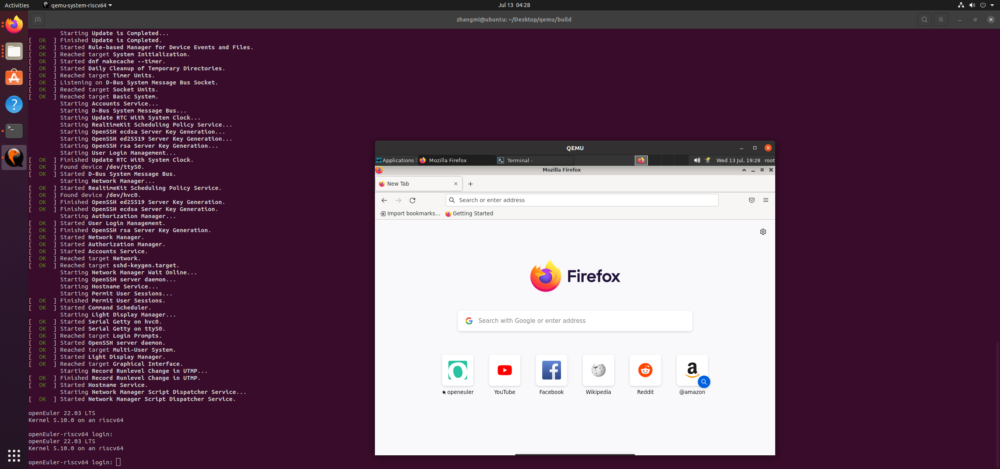 Activities
qemu-system-riscv64
Jul 13 04:28
zhangmi@ubuntu: ~/Desktop/qemu/build
Starting Update is Completed...
[ OK ] Finished Update is Completed.
[ OK ] Started Rule-based Manager for Device Events and Files.
[ OK ] Reached target System Initialization.
[ OK ] Started dnf makecache --timer.
[ OK ] Started Daily Cleanup of Temporary Directories.
[ OK ] Reached target Timer Units.
[ OK ] Listening on D-Bus System Message Bus Socket.
[ OK ] Reached target Socket Units.
[ OK ] Reached target Basic System.
Starting Accounts Service...
Starting D-Bus System Message Bus...
Starting Update RTC With System Clock...
Starting RealtimeKit Scheduling Policy Service...
Starting OpenSSH ecdsa Server Key Generation...
Starting OpenSSH ed25519 Server Key Generation...
Starting OpenSSH rsa Server Key Generation...
Starting User Login Management...
[ OK ] Finished Update RTC With System Clock.
[ OK ] Found device /dev/ttyS0.
[ OK ] Started D-Bus System Message Bus.
Starting Network Manager...
[ OK ] Started RealtimeKit Scheduling Policy Service.
[ OK ] Found device /dev/hvc0.
[ OK ] Finished OpenSSH ed25519 Server Key Generation.
[ OK ] Finished OpenSSH ecdsa Server Key Generation.
Starting Authorization Manager...
[ OK ] Started User Login Management.
[ OK ] Finished OpenSSH rsa Server Key Generation.
[ OK ] Started Network Manager.
[ OK ] Started Authorization Manager.
[ OK ] Started Accounts Service.
[ OK ] Reached target Network.
[ OK ] Reached target sshd-keygen.target.
Starting Network Manager Wait Online...
Starting OpenSSH server daemon...
Starting Hostname Service...
Starting Permit User Sessions...
[ OK ] Finished Permit User Sessions.
[ OK ] Started Command Scheduler.
Starting Light Display Manager...
[ OK ] Started Serial Getty on hvc0.
[ OK ] Started Serial Getty on ttyS0.
[ OK ] Reached target Login Prompts.
[ OK ] Started OpenSSH server daemon.
[ OK ] Reached target Multi-User System.
[ OK ] Started Light Display Manager.
[ OK ] Reached target Graphical Interface.
Starting Record Runlevel Change in UTMP...
[ OK ] Finished Record Runlevel Change in UTMP.
[ OK ] Started Hostname Service.
Starting Network Manager Script Dispatcher Service...
[ OK ] Started Network Manager Script Dispatcher Service.
openEuler 22.03 LTS
Kernel 5.10.0 on an riscv64
openEuler-riscv64 login:
openEuler 22.03 LTS
Kernel 5.10.0 on an riscv64
openEuler-riscv64 login:
QEMU
Applications
Mozilla Firefox
Terminal -
Wed 13 Jul, 19:28
root
Mozilla Firefox
New Tab
Search or enter address
Import bookmarks...
Getting Started
Firefox
Search with Google or enter address
openeuler
YouTube
Facebook
Wikipedia
Reddit
@amazon